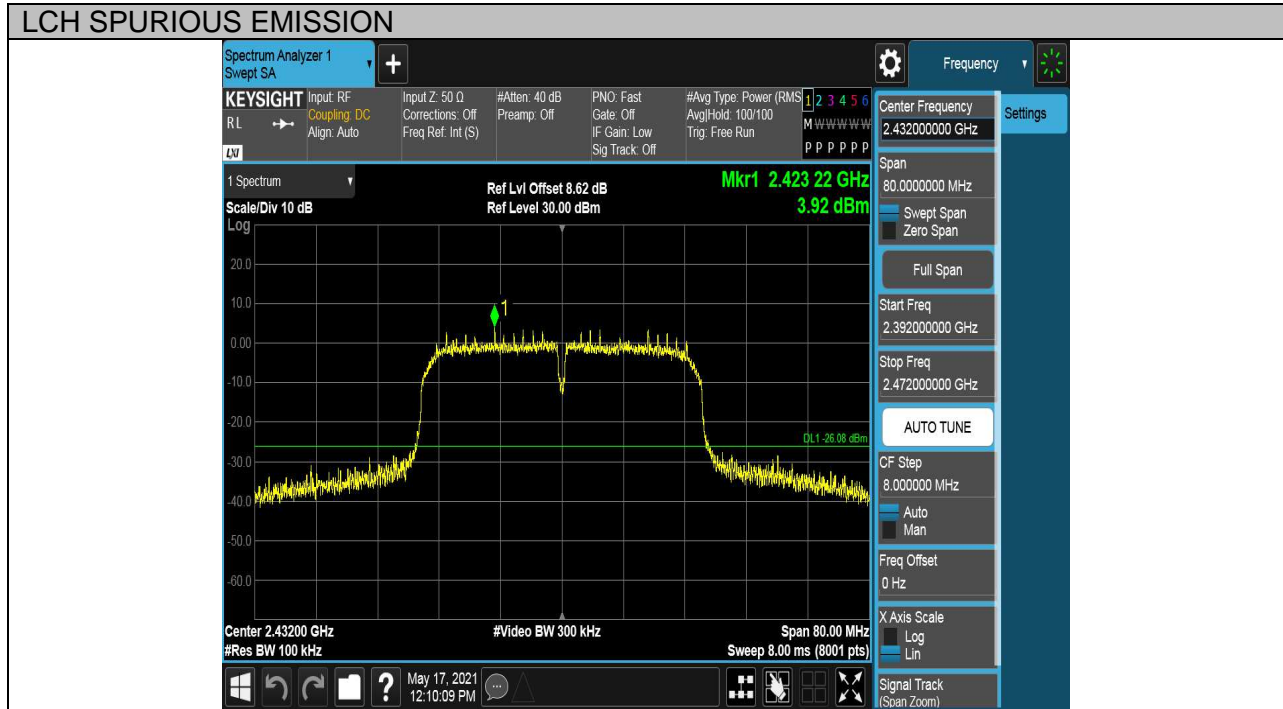 LCH SPURIOUS EMISSION
Spectrum Analyzer 1
Swept SA
+
Frequency
KEYSIGHT
RL
LXI
Input: RF
Coupling: DC
Align: Auto
Input Z: 50 Ω
Corrections: Off
Freq Ref: Int (S)
#Atten: 40 dB
Preamp: Off
PNO: Fast
Gate: Off
IF Gain: Low
Sig Track: Off
#Avg Type: Power (RMS
Avg|Hold: 100/100
Trig: Free Run
1 2 3 4 5 6
M W W W W W
P P P P P P
1 Spectrum
Scale/Div 10 dB
Log
Ref Lvl Offset 8.62 dB
Ref Level 30.00 dBm
Mkr1 2.423 22 GHz
3.92 dBm
20.0
10.0
0.00
-10.0
-20.0
-30.0
-40.0
-50.0
-60.0
1
DL1 -26.08 dBm
Center 2.43200 GHz
#Res BW 100 kHz
#Video BW 300 kHz
Span 80.00 MHz
Sweep 8.00 ms (8001 pts)
?
May 17, 2021
12:10:09 PM
Center Frequency
2.432000000 GHz
Settings
Span
80.0000000 MHz
Swept Span
Zero Span
Full Span
Start Freq
2.392000000 GHz
Stop Freq
2.472000000 GHz
AUTO TUNE
CF Step
8.000000 MHz
Auto
Man
Freq Offset
0 Hz
X Axis Scale
Log
Lin
Signal Track
(Span Zoom)